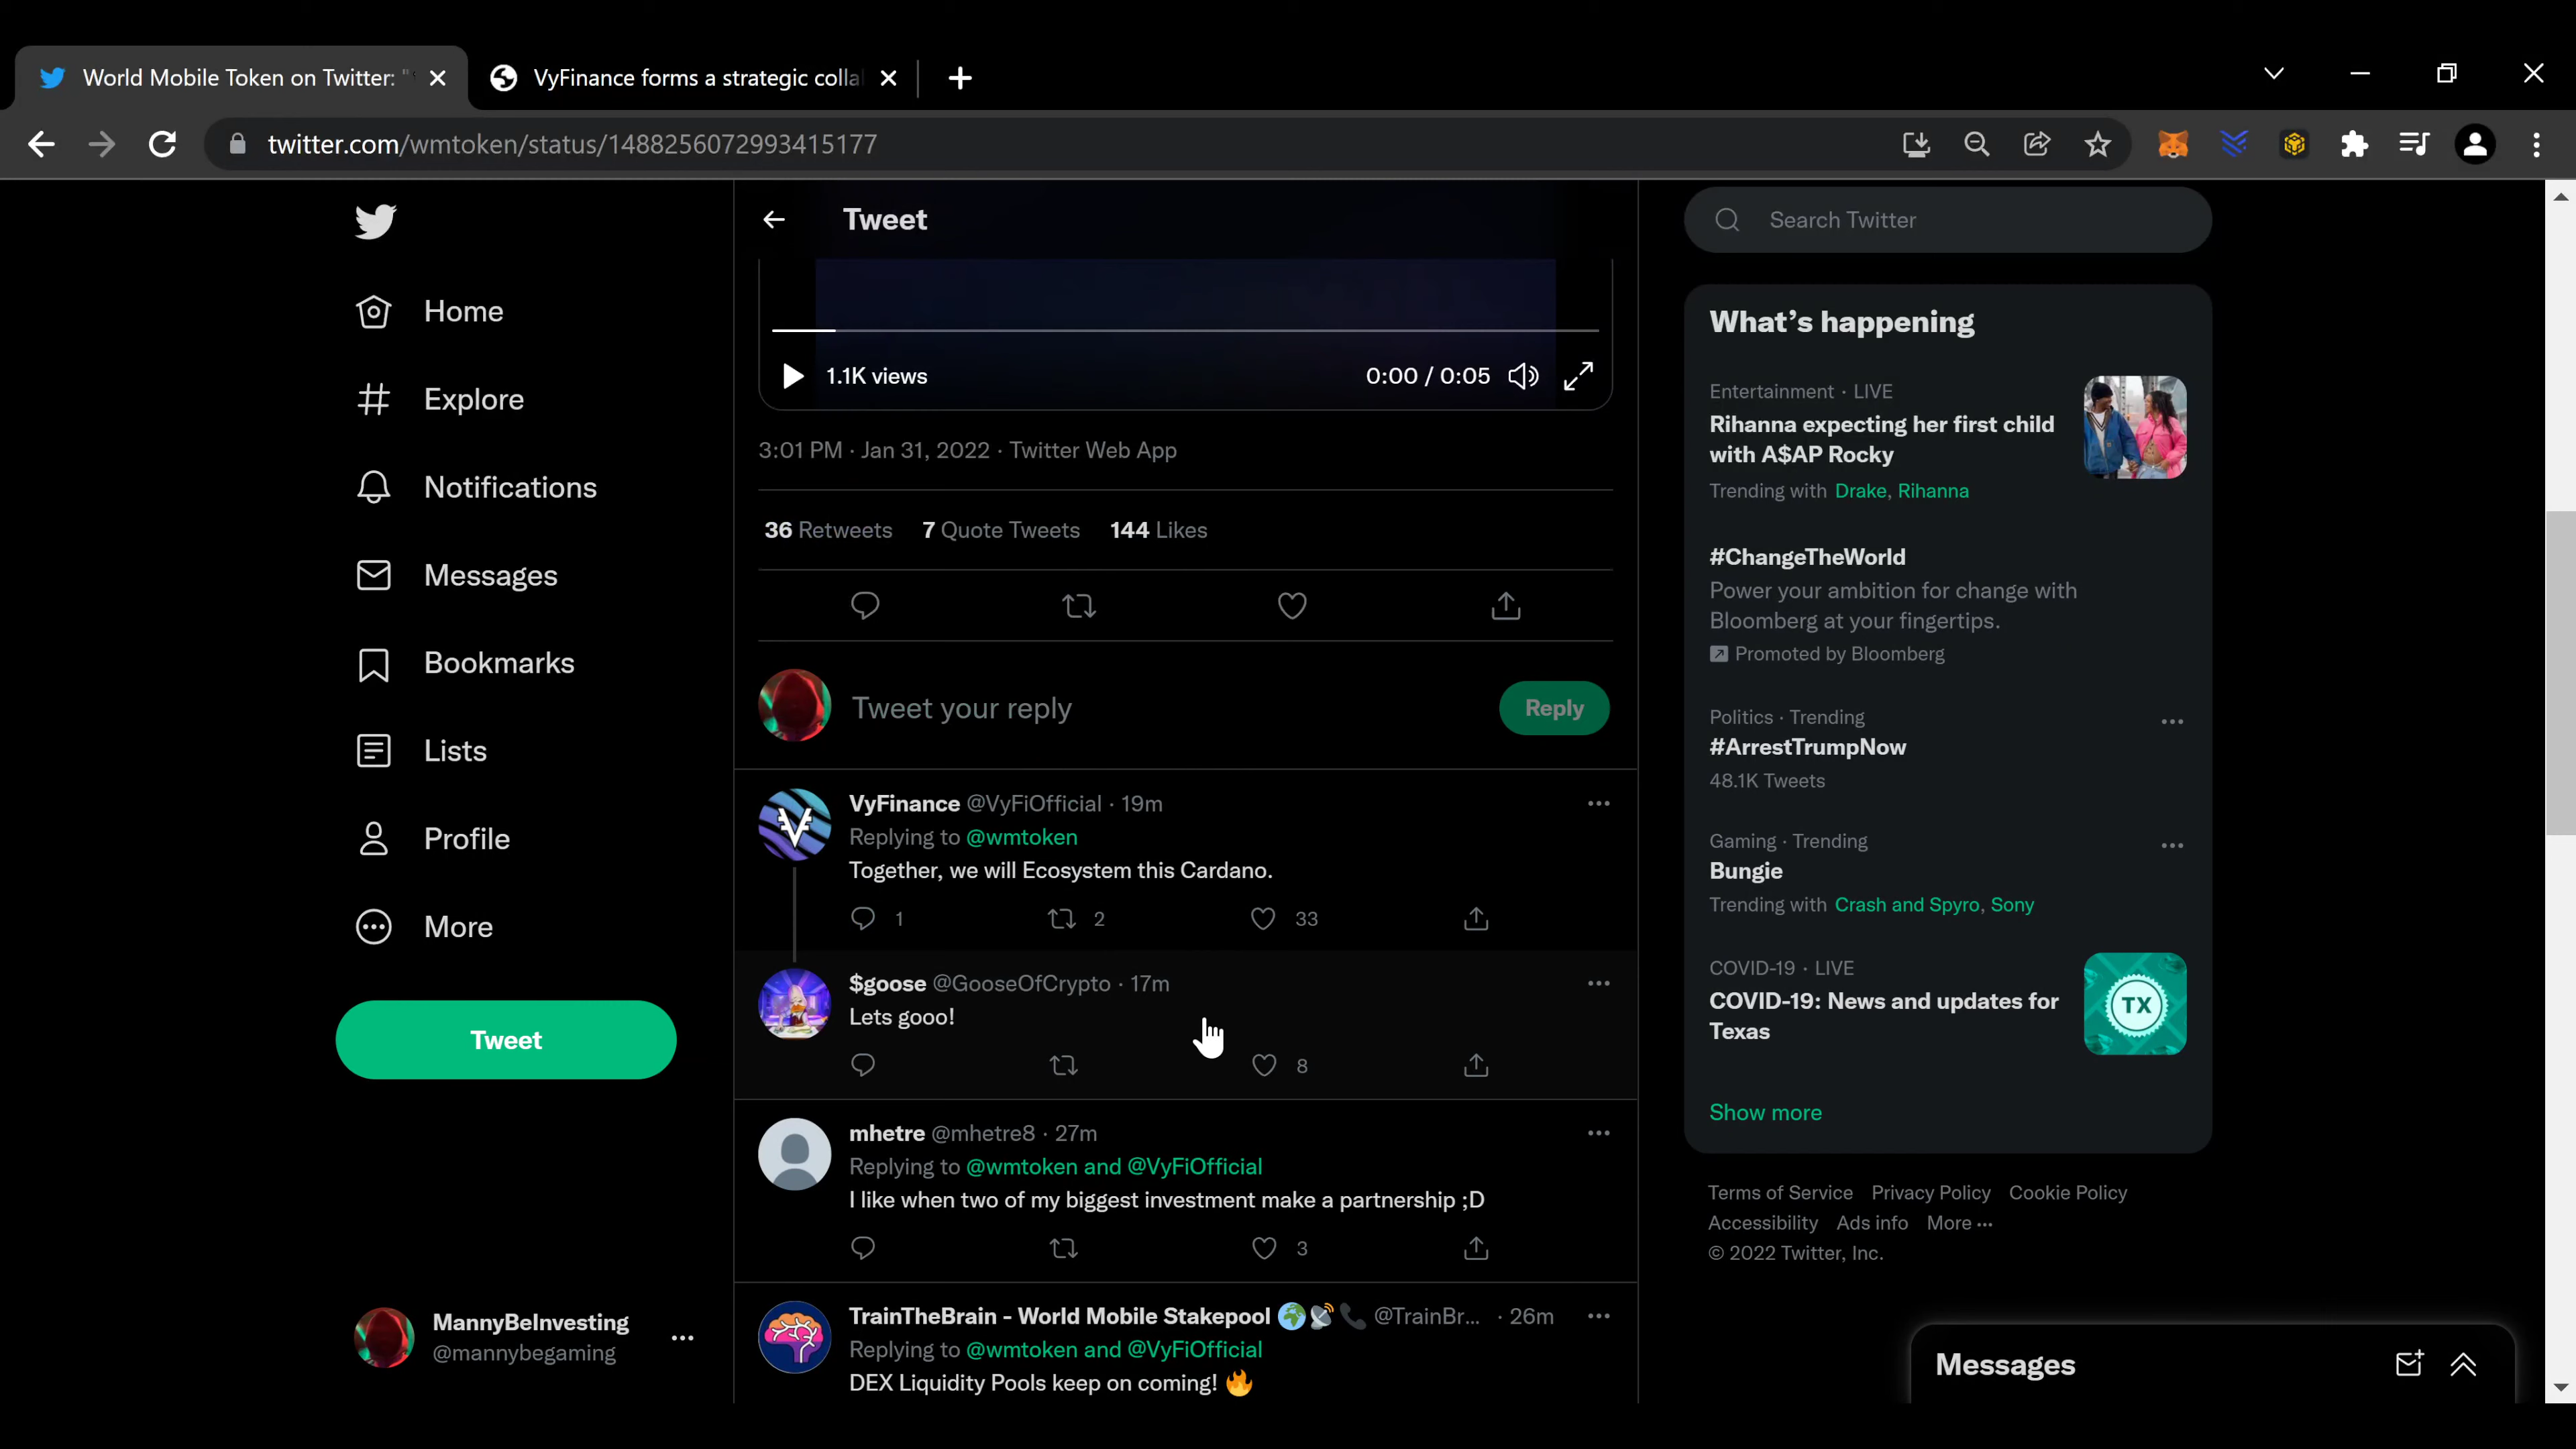 World Mobile Token on Twitter: "
VyFinance forms a strategic colla
twitter.com/wmtoken/status/1488256072993415177
Home
Explore
Notifications
Messages
Bookmarks
Lists
Profile
More
Tweet
MannyBeInvesting
@mannybegaming
Tweet
1.1K views
0:00 / 0:05
3:01 PM · Jan 31, 2022 · Twitter Web App
36 Retweets 7 Quote Tweets 144 Likes
Tweet your reply
Reply
VyFinance @VyFiOfficial · 19m
Replying to @wmtoken
Together, we will Ecosystem this Cardano.
1 2 33
$goose @GooseOfCrypto · 17m
Lets gooo!
8
mhetre @mhetre8 · 27m
Replying to @wmtoken and @VyFiOfficial
I like when two of my biggest investment make a partnership ;D
3
TrainTheBrain - World Mobile Stakepool 🌍📡📞 @TrainBr... · 26m
Replying to @wmtoken and @VyFiOfficial
DEX Liquidity Pools keep on coming! 🔥
Search Twitter
What's happening
Entertainment · LIVE
Rihanna expecting her first child
with A$AP Rocky
Trending with Drake, Rihanna
#ChangeTheWorld
Power your ambition for change with
Bloomberg at your fingertips.
Promoted by Bloomberg
Politics · Trending
#ArrestTrumpNow
48.1K Tweets
Gaming · Trending
Bungie
Trending with Crash and Spyro, Sony
COVID-19 · LIVE
COVID-19: News and updates for
Texas
TX
Show more
Terms of Service Privacy Policy Cookie Policy
Accessibility Ads info More ···
© 2022 Twitter, Inc.
Messages